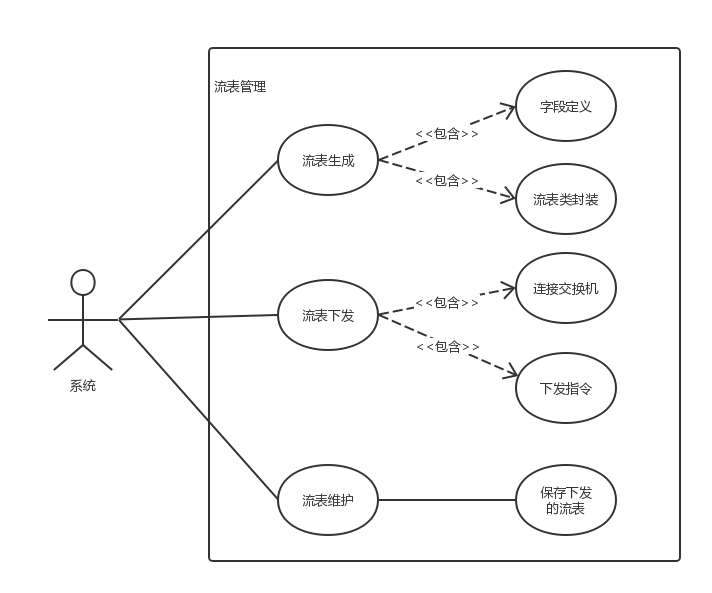 流表管理
字段定义
<<包含>>
流表生成
<<包含>>
流表类封装
连接交换机
<<包含>>
流表下发
<<包含>>
系统
下发指令
流表维护
保存下发
的流表